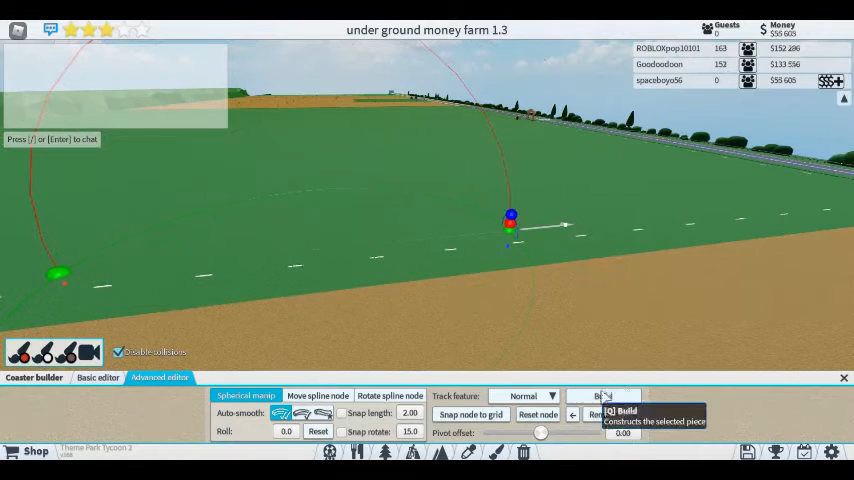 under ground money farm 1.3
Guests
0
Money
$55 603
ROBLOXpop10101 163
Goodoodoon 152 $133 556
spaceboyo56 0 $55 605
Press [/] or [Enter] to chat
Disable collisions
Coaster builder Basic editor Advanced editor
Spherical manip Move spline node Rotate spline node Track feature: Normal
Auto-smooth: Snap length: 2.00 Snap node to grid Reset node
Roll: 0.0 Reset Snap rotate: 15.0 Pivot offset: 0.00
[Q] Build
Constructs the selected piece
Shop Theme Park Tycoon 2